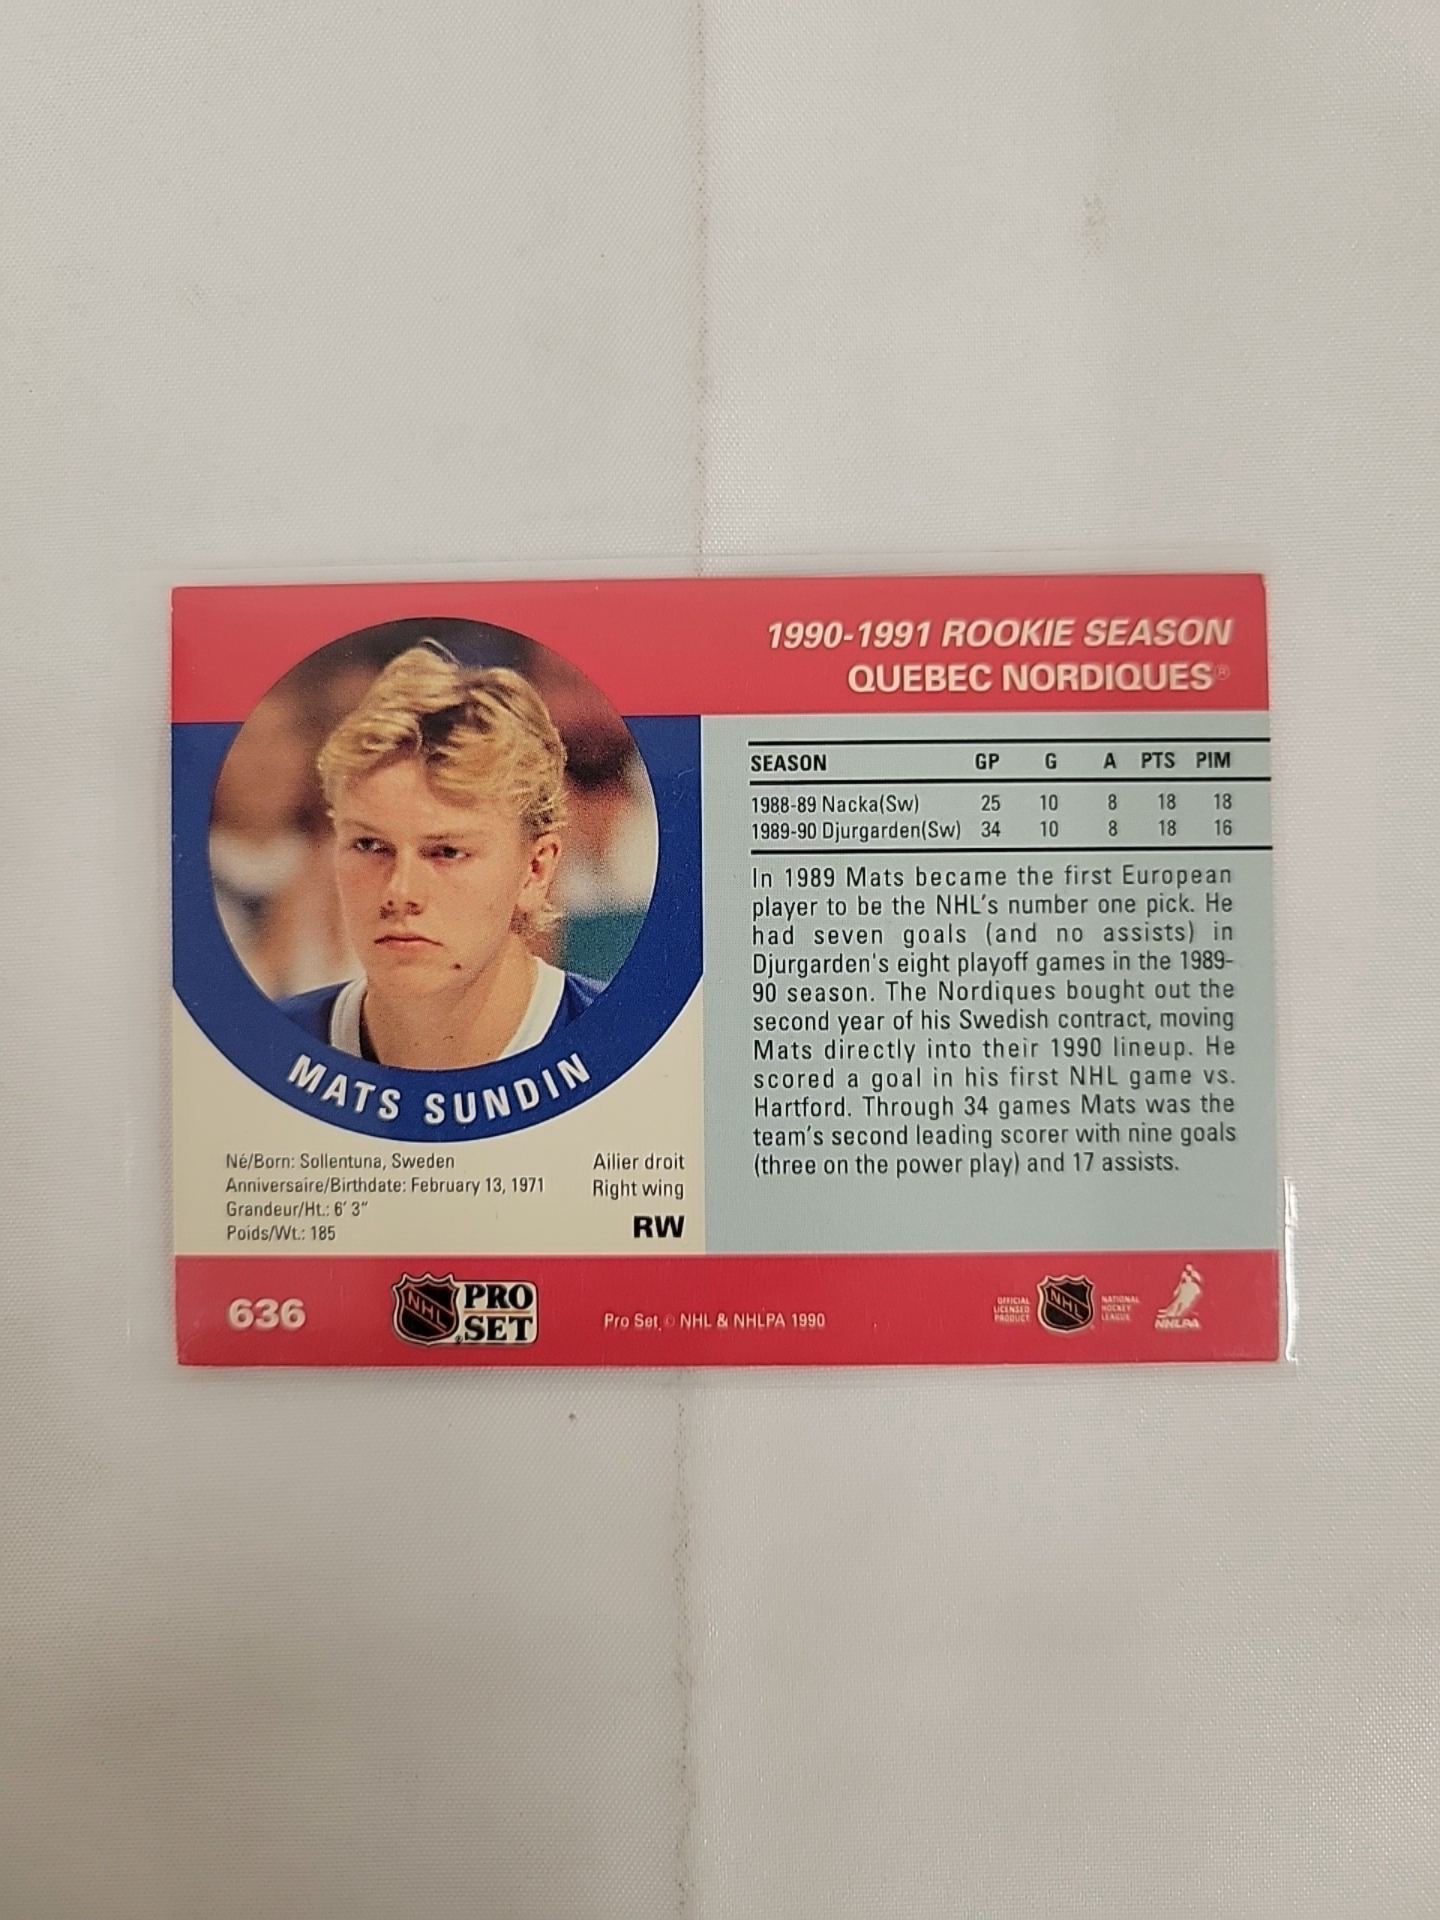 1990-1991 ROOKIE SEASON
QUEBEC NORDIQUES®
MATS SUNDIN
Né/Born: Sollentuna, Sweden
Anniversaire/Birthdate: February 13, 1971
Grandeur/Ht.: 6' 3"
Poids/Wt.: 185
Ailier droit
Right wing
RW
SEASON GP G A PTS PIM
1988-89 Nacka(Sw) 25 10 8 18 18
1989-90 Djurgarden(Sw) 34 10 8 18 16
In 1989 Mats became the first European
player to be the NHL's number one pick. He
had seven goals (and no assists) in
Djurgarden's eight playoff games in the 1989-
90 season. The Nordiques bought out the
second year of his Swedish contract, moving
Mats directly into their 1990 lineup. He
scored a goal in his first NHL game vs.
Hartford. Through 34 games Mats was the
team's second leading scorer with nine goals
(three on the power play) and 17 assists.
636
NHL
PRO
SET
Pro Set © NHL & NHLPA 1990
OFFICIAL
LICENSED
PRODUCT
NHL
NATIONAL
HOCKEY
LEAGUE
NHLPA